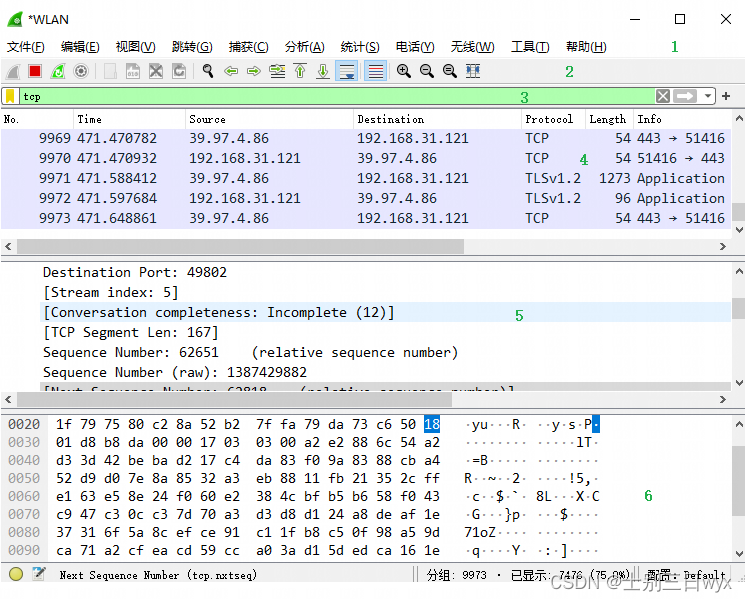 *WLAN
文件(F) 编辑(E) 视图(V) 跳转(G) 捕获(C) 分析(A) 统计(S) 电话(Y) 无线(W) 工具(T) 帮助(H) 1
2
tcp 3
No. Time Source Destination Protocol Length Info
9969 471.470782 39.97.4.86 192.168.31.121 TCP 54 443 → 51416
9970 471.470932 192.168.31.121 39.97.4.86 TCP 54 51416 → 443
4
9971 471.588412 39.97.4.86 192.168.31.121 TLSv1.2 1273 Application
9972 471.597684 192.168.31.121 39.97.4.86 TLSv1.2 96 Application
9973 471.648861 39.97.4.86 192.168.31.121 TCP 54 443 → 51416
Destination Port: 49802
[Stream index: 5]
[Conversation completeness: Incomplete (12)]
5
[TCP Segment Len: 167]
Sequence Number: 62651 (relative sequence number)
Sequence Number (raw): 1387429882
[Next Sequence Number: 62818 (relative sequence number)]
0020 1f 79 75 80 c2 8a 52 b2 7f fa 79 da 73 c6 50 18 ·yu···R· ··y·s·P·
0030 01 d8 b8 da 00 00 17 03 03 00 a2 e2 88 6c 54 a2 ········ ·····lT·
0040 d3 3d 42 be ba d2 17 c4 da 83 f0 9a 83 88 cb a4 ·=B····· ········
0050 52 d9 d0 7e 8a 85 32 a3 eb 88 11 fb 21 35 2c ff R··~··2· ····!5,·
0060 e1 63 e5 8e 24 f0 60 e2 38 4c bf b5 b6 58 f0 43 ·c··$·`· 8L···X·C
6
0070 c9 47 c3 0c c3 7d 70 a3 d3 d8 d1 24 a8 de af 1e ·G···}p· ···$····
0080 37 31 6f 5a 8c ef ce 91 c1 1f b8 c5 0f 98 a5 9d 71oZ···· ········
0090 ca 71 a2 cf ea cd 59 cc a0 3a d1 5d ed ca 16 1e ·q····Y· ·:·]····
Next Sequence Number (tcp.nxtseq) 分组: 9973 · 已显示: 7476 (75.0%) 配置: Default
CSDN @士别三日wyx